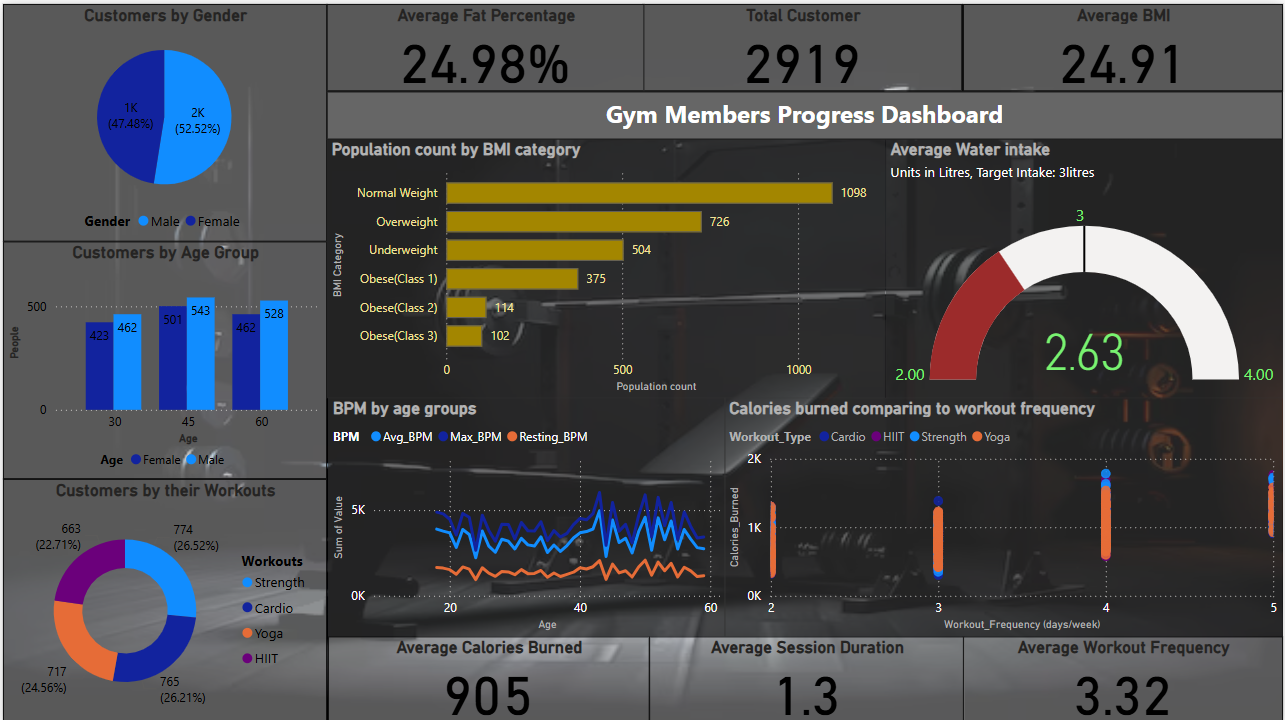 Customers by Gender
1K
(47.48%)
2K
(52.52%)
Gender Male Female
Customers by Age Group
People
500
0
423
462
501
543
462
528
30
45
60
Age
Age Female Male
Customers by their Workouts
663
(22.71%)
774
(26.52%)
717
(24.56%)
765
(26.21%)
Workouts
Strength
Cardio
Yoga
HIIT
Average Fat Percentage
24.98%
Total Customer
2919
Average BMI
24.91
Gym Members Progress Dashboard
Population count by BMI category
BMI Category
Normal Weight 1098
Overweight 726
Underweight 504
Obese(Class 1) 375
Obese(Class 2) 114
Obese(Class 3) 102
0 500 1000
Population count
Average Water intake
Units in Litres, Target Intake: 3litres
3
2.63
2.00
4.00
BPM by age groups
BPM Avg_BPM Max_BPM Resting_BPM
Sum of Value
5K
0K
20 40 60
Age
Calories burned comparing to workout frequency
Workout_Type Cardio HIIT Strength Yoga
Calories_Burned
2K
1K
0K
2 3 4 5
Workout_Frequency (days/week)
Average Calories Burned
905
Average Session Duration
1.3
Average Workout Frequency
3.32